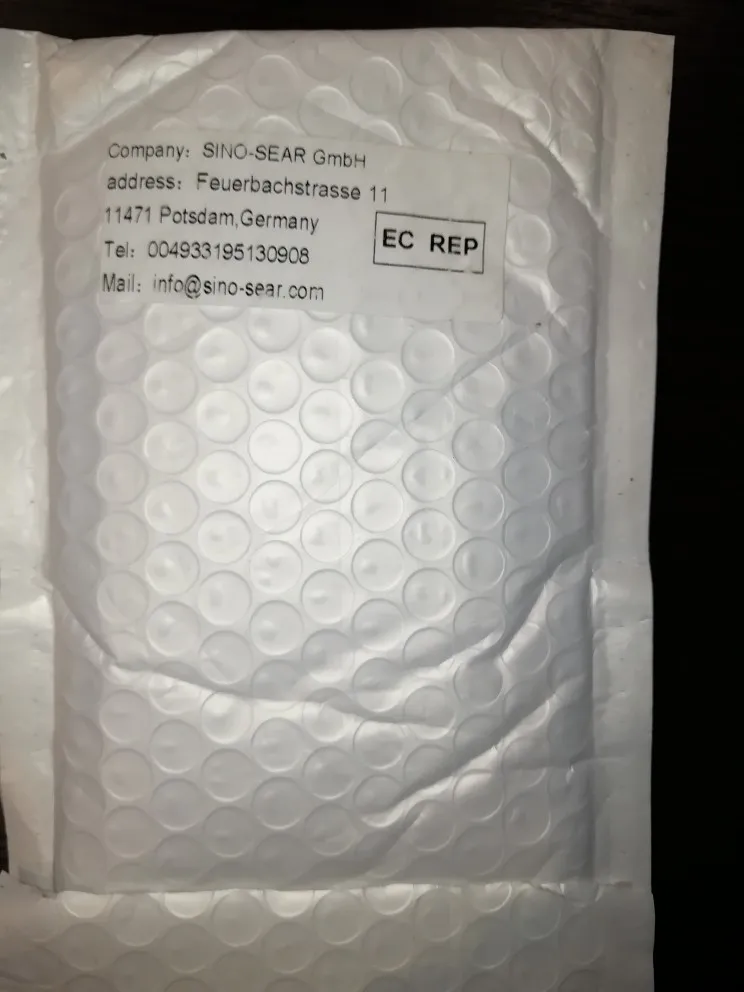 Company: SINO-SEAR GmbH
address: Feuerbachstrasse 11
11471 Potsdam,Germany
Tel: 004933195130908
Mail: info@sino-sear.com
EC REP